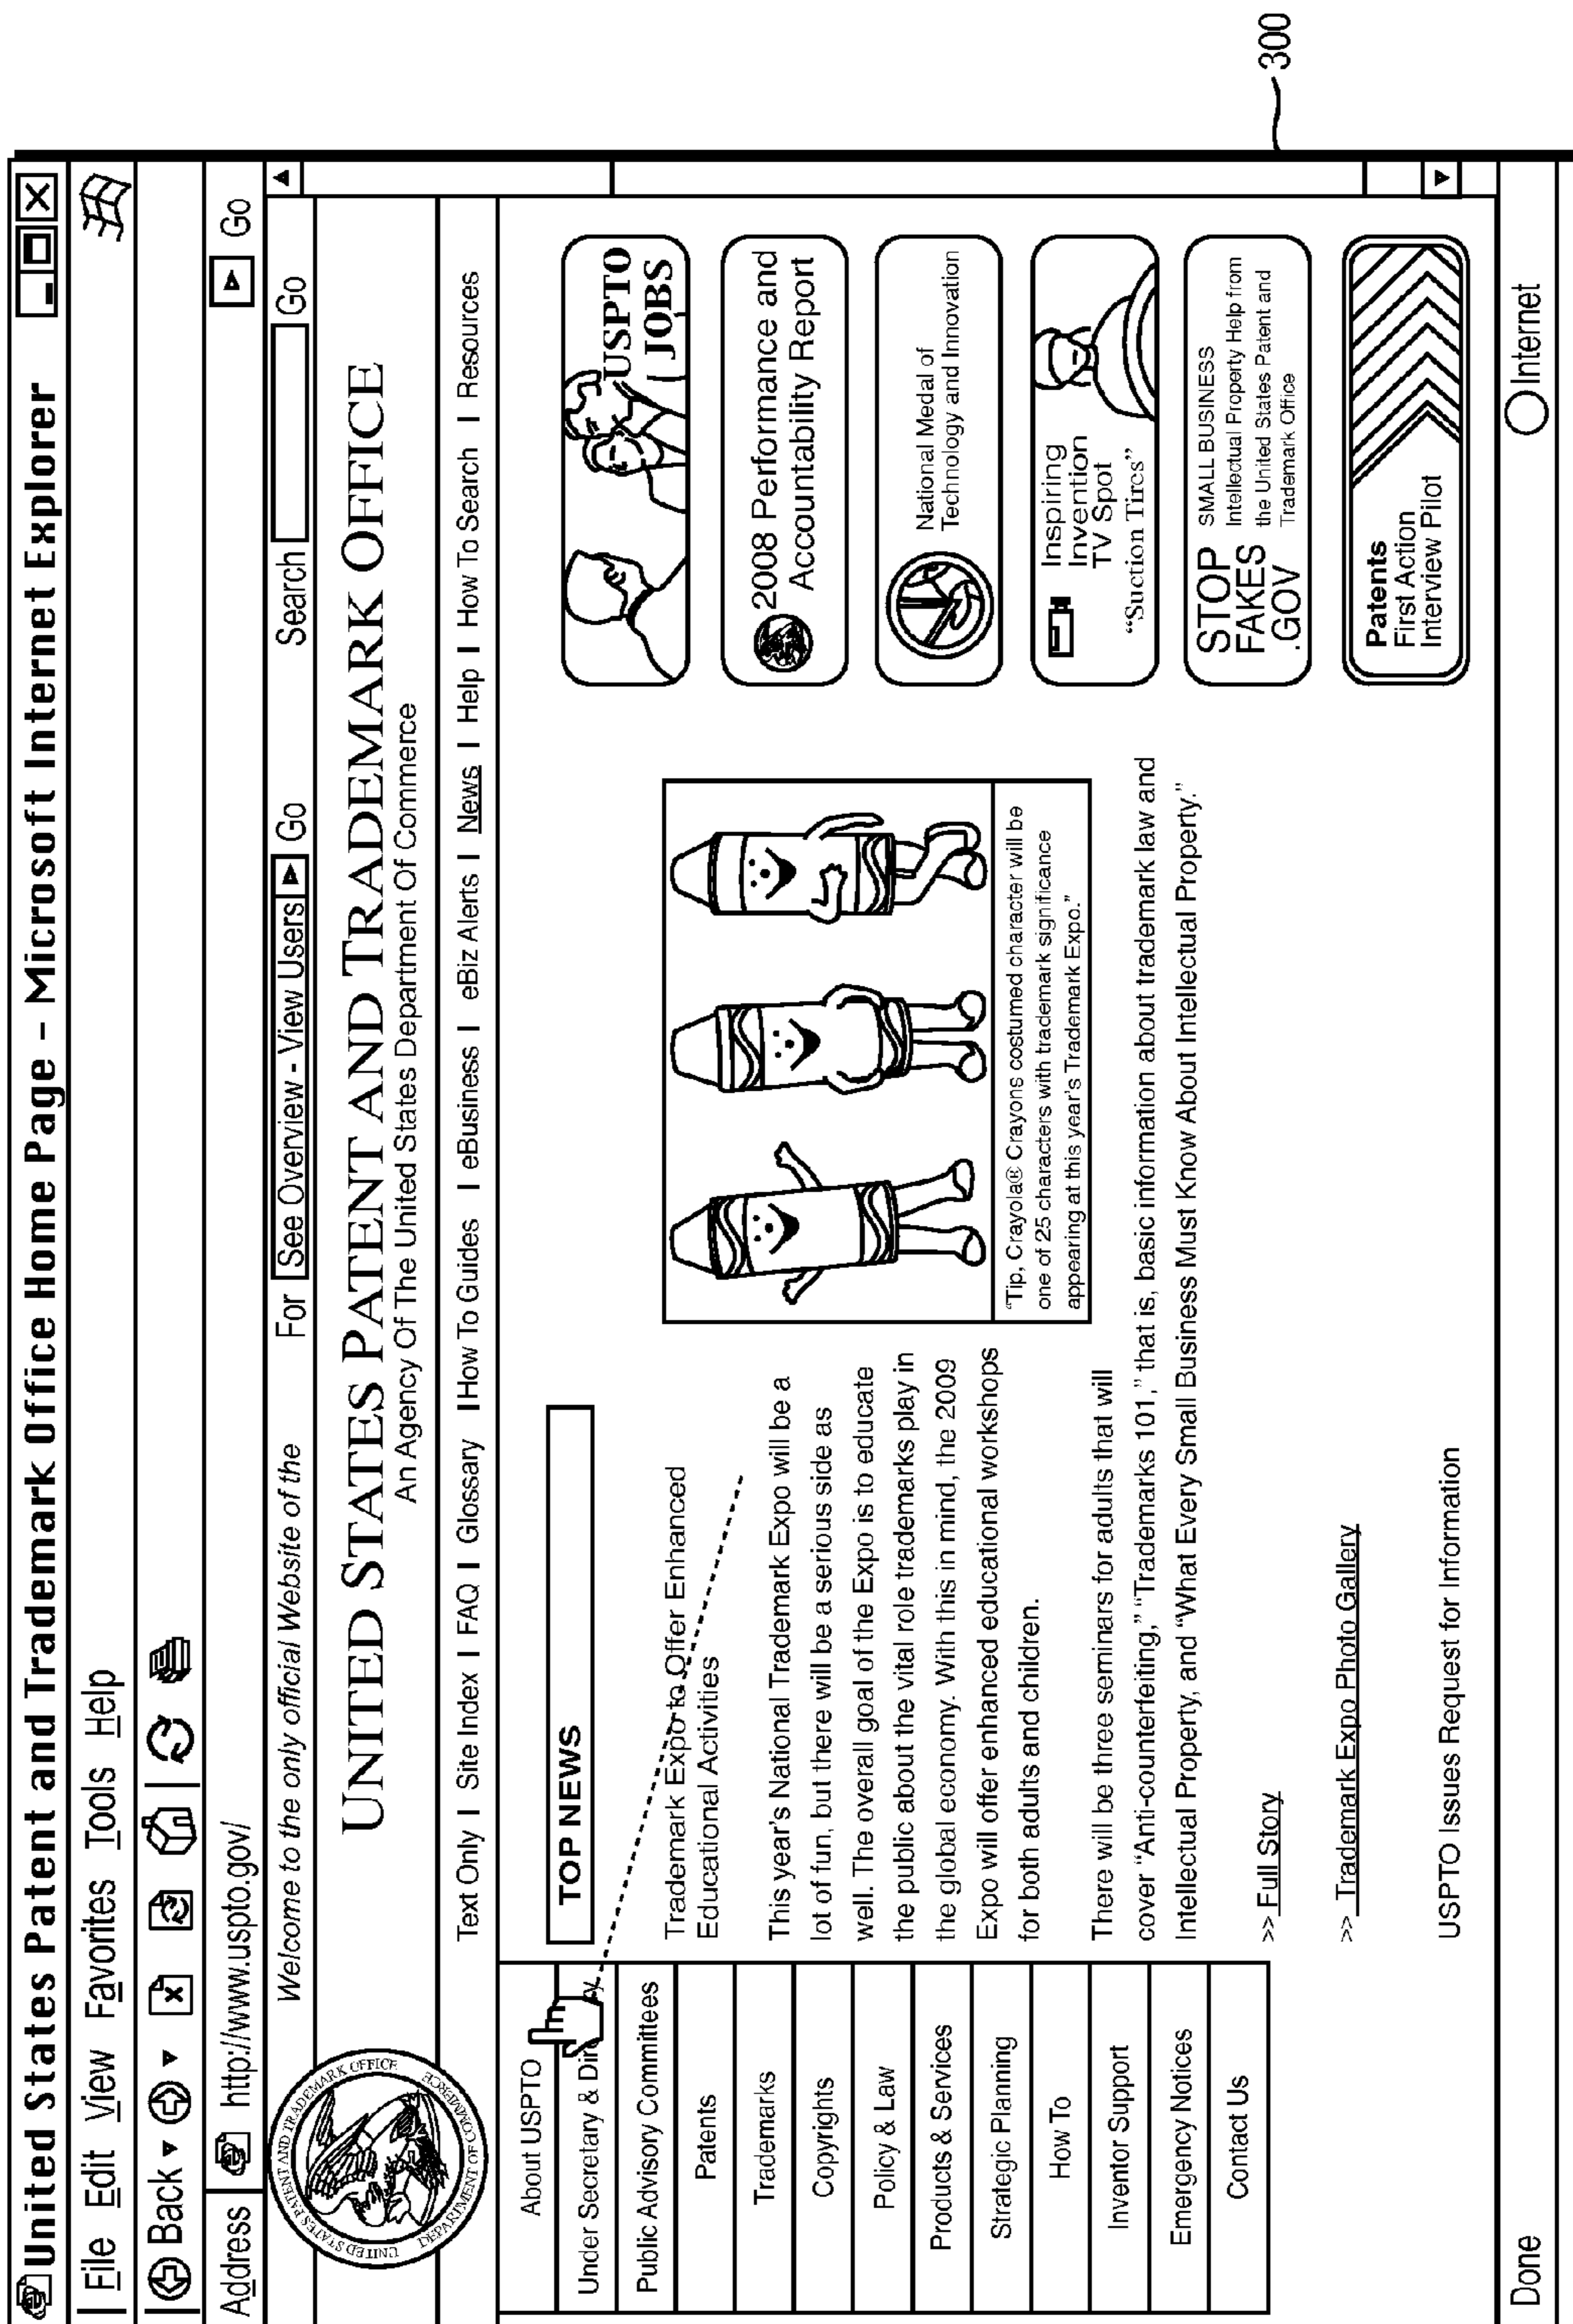 United States Patent and Trademark Office Home Page – Microsoft Internet Explorer
File Edit View Favorites Tools Help
Back
Address http://www.uspto.gov/ Go
Welcome to the only official Website of the For See Overview - View Users Go Search Go
UNITED STATES PATENT AND TRADEMARK OFFICE
An Agency Of The United States Department Of Commerce
UNITED STATES PATENT AND TRADEMARK OFFICE
DEPARTMENT OF COMMERCE
Text Only I Site Index I FAQ I Glossary I How To Guides I eBusiness I eBiz Alerts I News I Help I How To Search I Resources
About USPTO
Under Secretary &
Public Advisory Committees
Patents
Trademarks
Copyrights
Policy & Law
Products & Services
Strategic Planning
How To
Inventor Support
Emergency Notices
Contact Us
TOP NEWS
Trademark Expo to Offer Enhanced
Educational Activities
This year's National Trademark Expo will be a
lot of fun, but there will be a serious side as
well. The overall goal of the Expo is to educate
the public about the vital role trademarks play in
the global economy. With this in mind, the 2009
Expo will offer enhanced educational workshops
for both adults and children.
"Tip, Crayola® Crayons costumed character will be
one of 25 characters with trademark significance
appearing at this year's Trademark Expo."
There will be three seminars for adults that will
cover "Anti-counterfeiting," "Trademarks 101," that is, basic information about trademark law and
Intellectual Property, and "What Every Small Business Must Know About Intellectual Property."
>> Full Story
>> Trademark Expo Photo Gallery
USPTO Issues Request for Information
USPTO
JOBS
2008 Performance and
Accountability Report
National Medal of
Technology and Innovation
Inspiring
Invention
TV Spot
"Suction Tires"
STOP
FAKES
.GOV
SMALL BUSINESS
Intellectual Property Help from
the United States Patent and
Trademark Office
Patents
First Action
Interview Pilot
Done Internet
300